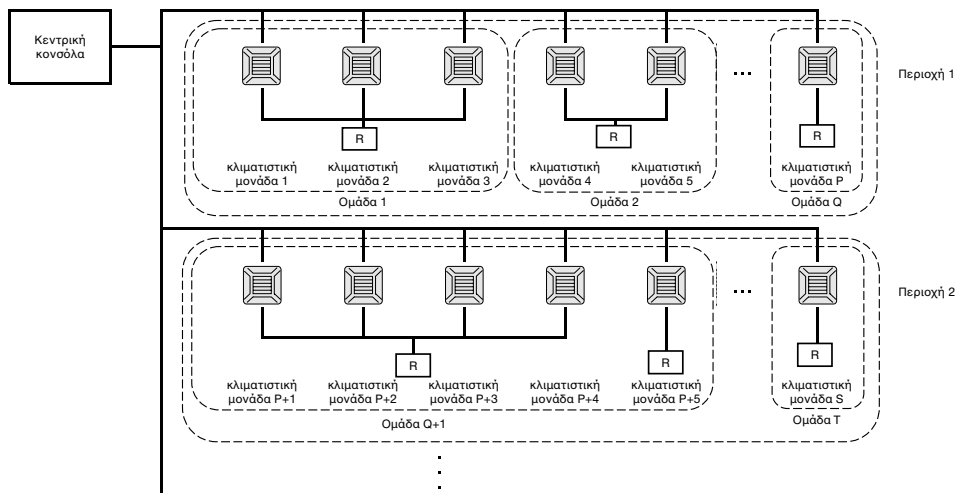 Κεντρική
κονσόλα
Περιοχή 1
...
R
R
R
κλιματιστική
μονάδα 1
κλιματιστική
μονάδα 2
κλιματιστική
μονάδα 3
κλιματιστική
μονάδα 4
κλιματιστική
μονάδα 5
κλιματιστική
μονάδα P
Ομάδα 1
Ομάδα 2
Ομάδα Q
Περιοχή 2
...
R
R
R
κλιματιστική
μονάδα P+1
κλιματιστική
μονάδα P+2
κλιματιστική
μονάδα P+3
κλιματιστική
μονάδα P+4
κλιματιστική
μονάδα P+5
κλιματιστική
μονάδα S
Ομάδα Q+1
Ομάδα T